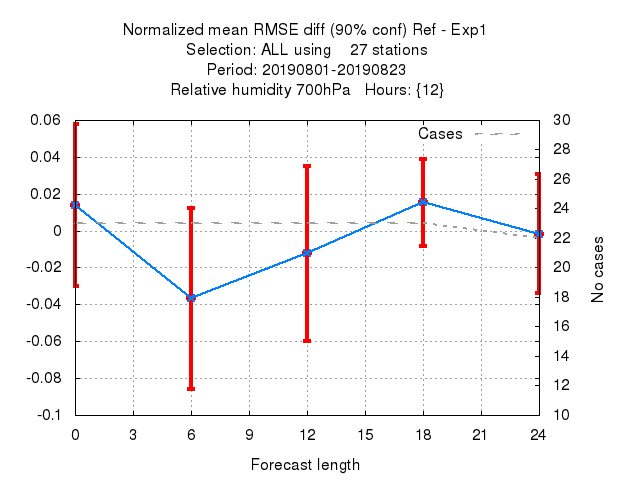 Normalized mean RMSE diff (90% conf) Ref - Exp1
Selection: ALL using    27 stations
Period: 20190801-20190823
Relative humidity 700hPa   Hours: {12}
Cases
0.06
0.04
0.02
0
-0.02
-0.04
-0.06
-0.08
-0.1
30
28
26
24
22
20
18
16
14
12
10
No cases
0 3 6 9 12 15 18 21 24
Forecast length